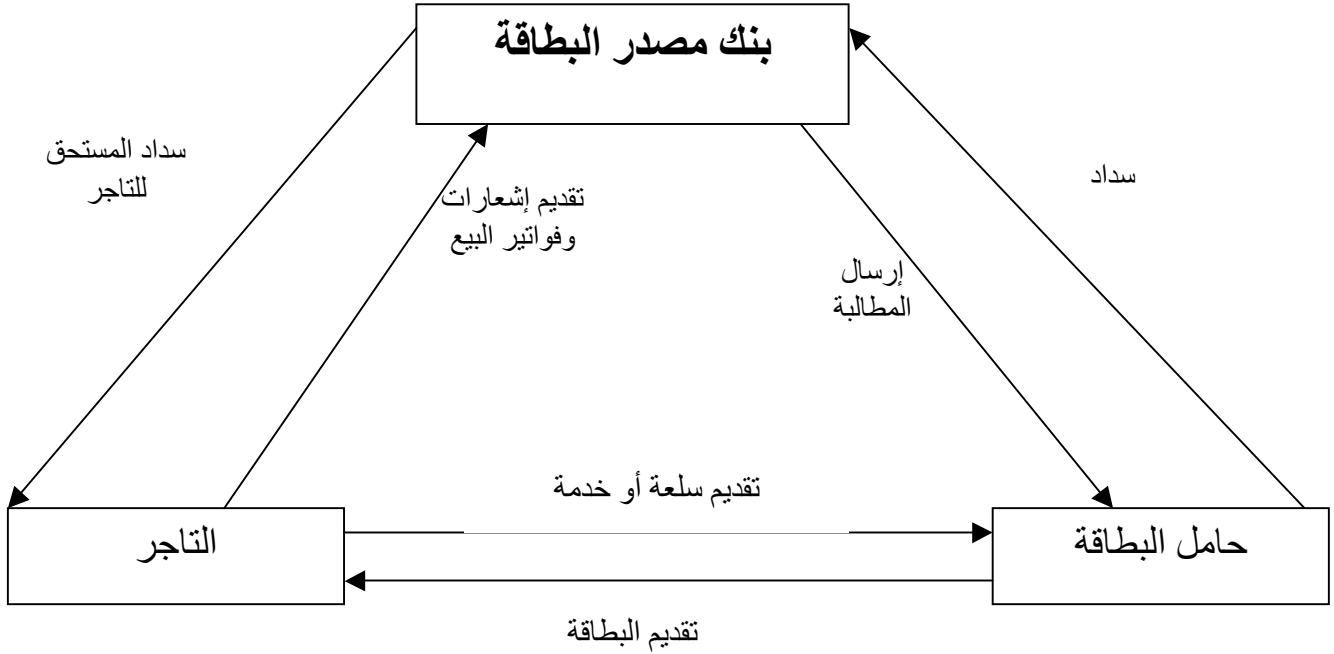 بنك مصدر البطاقة
سداد المستحق
للتاجر
سداد
تقديم إشعارات
وفواتير البيع
إرسال
المطالبة
تقديم سلعة أو خدمة
التاجر
حامل البطاقة
تقديم البطاقة